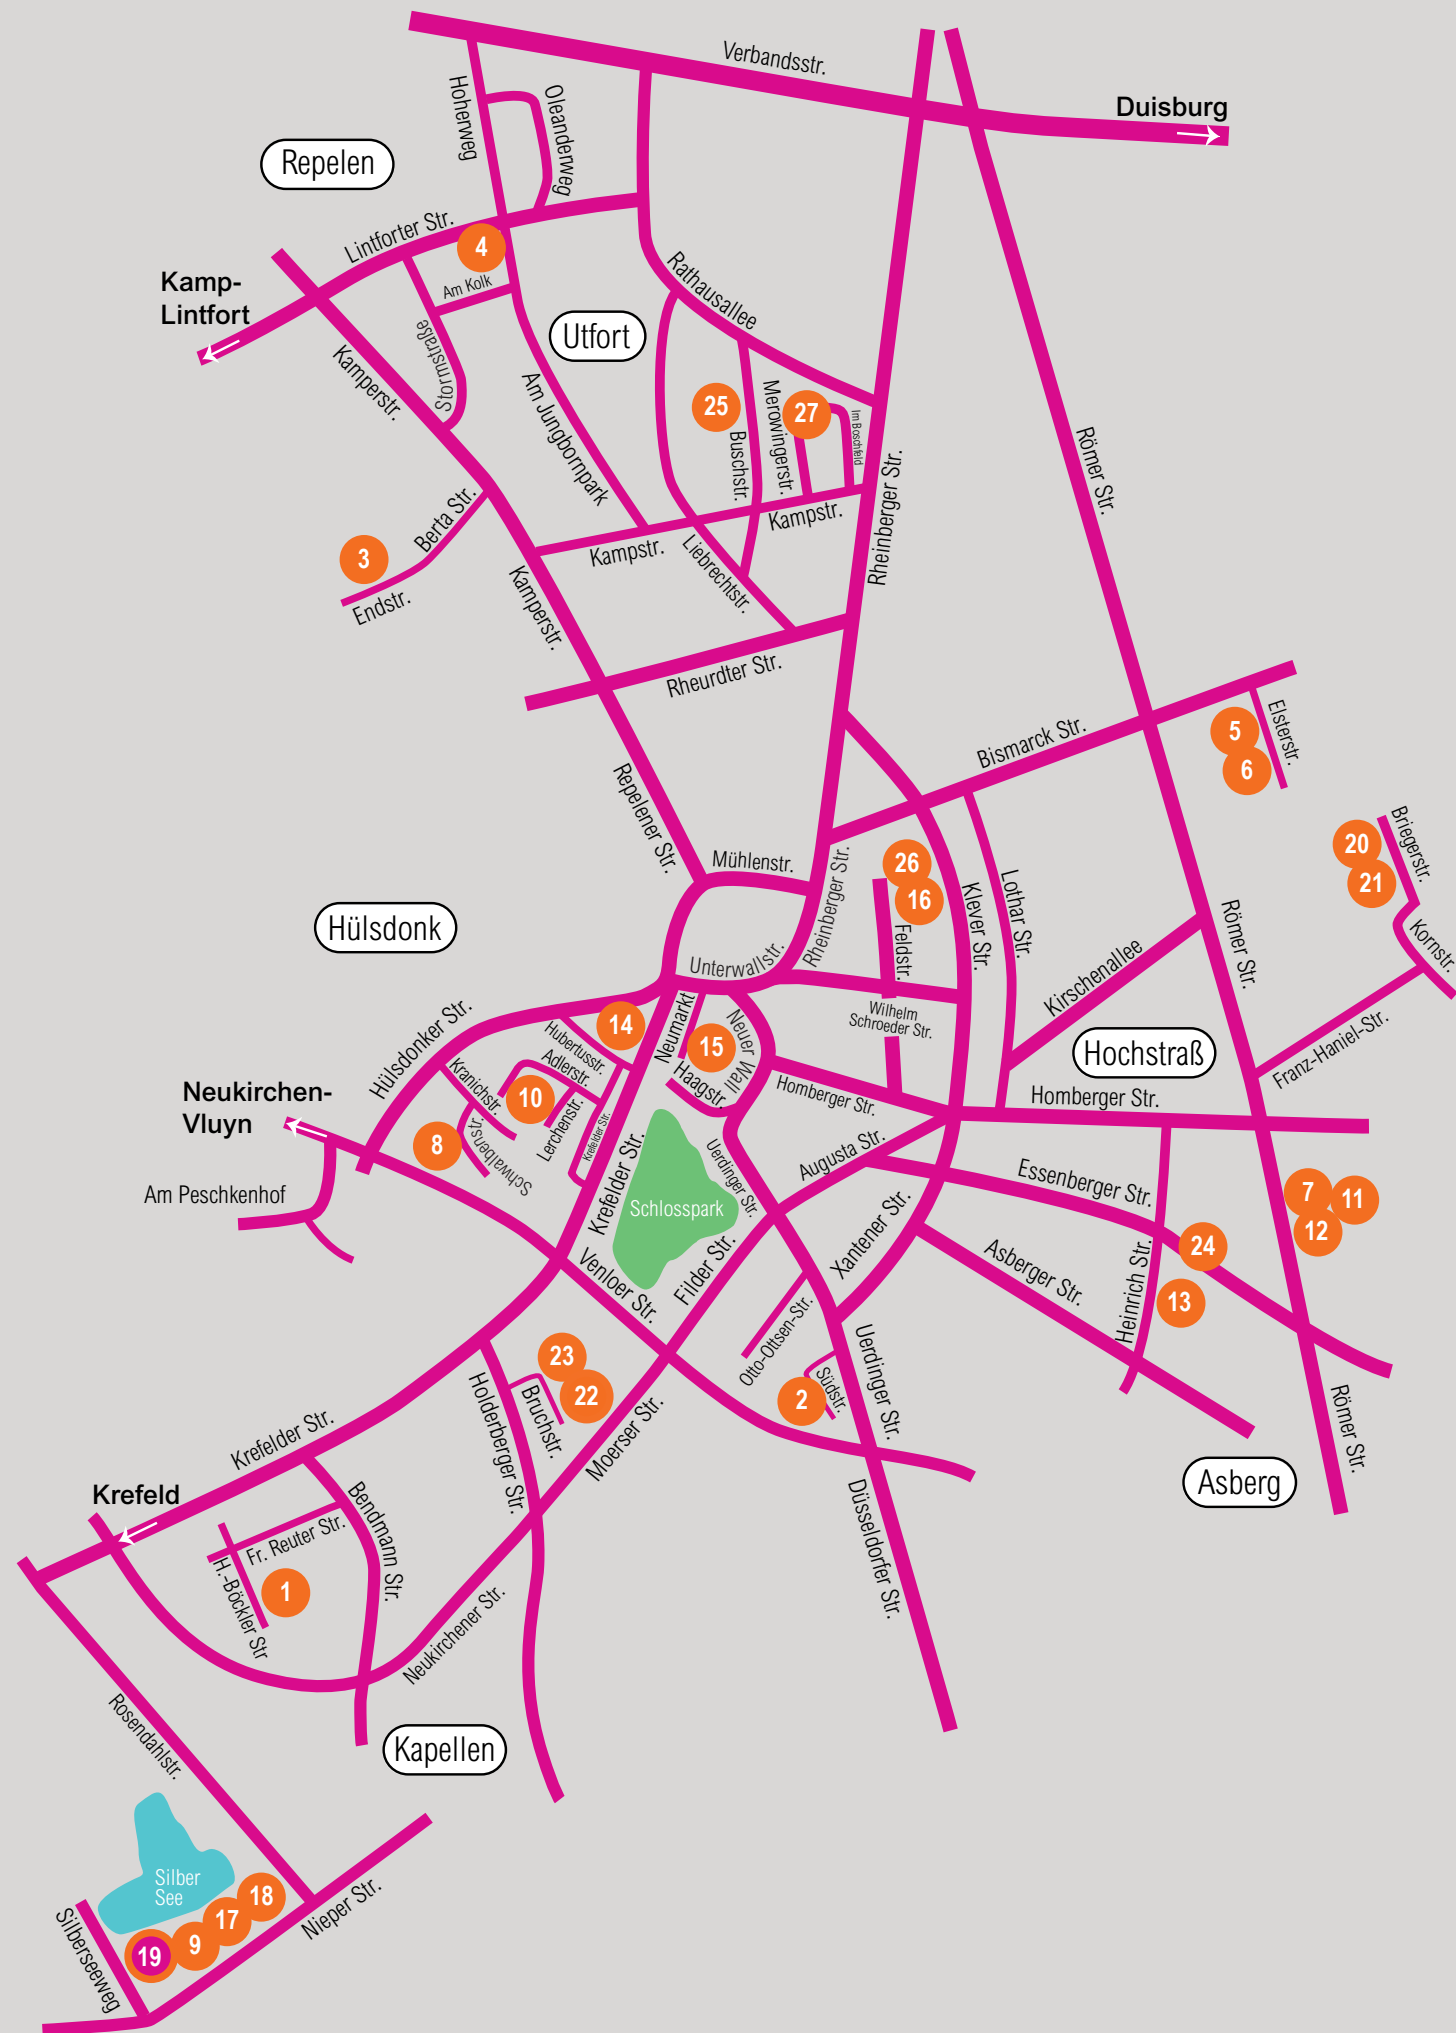 Verbandsstr.
Duisburg
Hoherweg
Oleanderweg
Repelen
Lintforter Str.
4
Kamp-
Lintfort
Am Kolk
Rathausallee
Utfort
Stormstraße
Kamperstr.
Am Jungbornpark
25
Buschstr.
Merowingerstr.
27
Im Boschfeld
Römer Str.
Rheinberger Str.
Berta Str.
3
Endstr.
Kampstr.
Kampstr.
Liebrechtstr.
Kamperstr.
Rheurdter Str.
Bismarck Str.
5
6
Elsterstr.
Repelener Str.
Mühlenstr.
Rheinberger Str.
26
16
Feldstr.
Klever Str.
Lothar Str.
20
21
Briegerstr.
Kornstr.
Römer Str.
Hülsdonk
Unterwallstr.
Kirschenallee
Wilhelm
Schroeder Str.
Hülsdonker Str.
14
Neumarkt
15
Neuer Wall
Haagstr.
Hubertusstr.
Adlerstr.
Kranichstr.
10
Lerchenstr.
Krefelder Str.
Hochstraß
Franz-Haniel-Str.
Homberger Str.
Homberger Str.
Neukirchen-
Vluyn
8
Schwalbenstr.
Krefelder Str.
Uerdinger Str.
Augusta Str.
Essenberger Str.
Am Peschkenhof
Schlosspark
7
11
12
Xantener Str.
Filder Str.
Venloer Str.
Asberger Str.
Heinrich Str.
24
13
Otto-Ottsen-Str.
23
22
Bruchstr.
Holderberger Str.
Moerser Str.
2
Südstr.
Uerdinger Str.
Römer Str.
Krefelder Str.
Asberg
Krefeld
Bendmann Str.
Düsseldorfer Str.
Fr. Reuter Str.
H.-Böckler Str
1
Neukirchener Str.
Rosendahlstr.
Kapellen
Silber
See
18
17
9
19
Nieper Str.
Silberseeweg